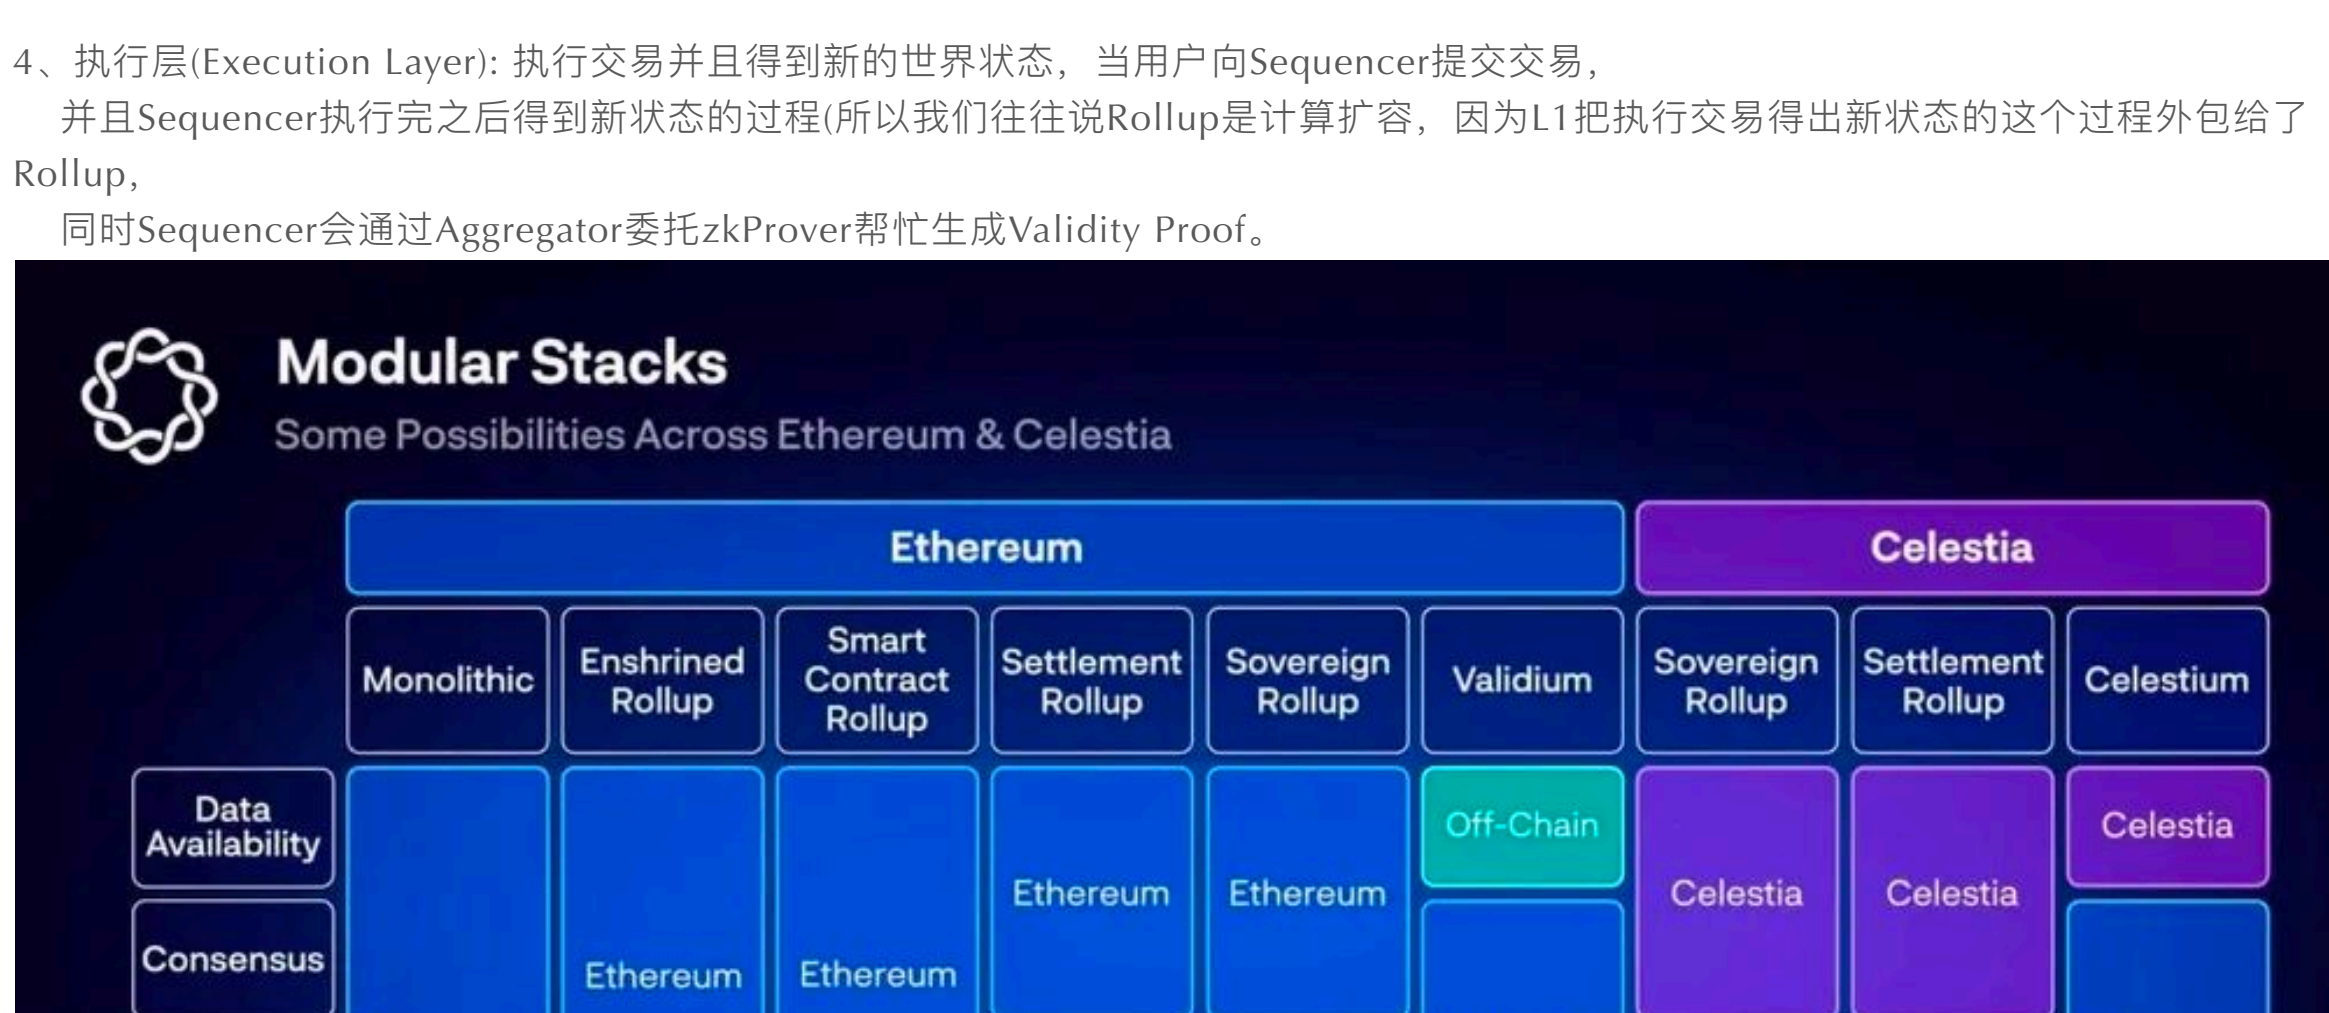 4、执行层(Execution Layer): 执行交易并且得到新的世界状态，当用户向Sequencer提交交易，
并且Sequencer执行完之后得到新状态的过程(所以我们往往说Rollup是计算扩容，因为L1把执行交易得出新状态的这个过程外包给了
Rollup，
同时Sequencer会通过Aggregator委托zkProver帮忙生成Validity Proof。
Modular Stacks
Some Possibilities Across Ethereum & Celestia
Ethereum
Celestia
Monolithic
Enshrined
Rollup
Smart
Contract
Rollup
Settlement
Rollup
Sovereign
Rollup
Validium
Sovereign
Rollup
Settlement
Rollup
Celestium
Data
Availability
Off-Chain
Celestia
Ethereum
Ethereum
Celestia
Celestia
Consensus
Ethereum
Ethereum